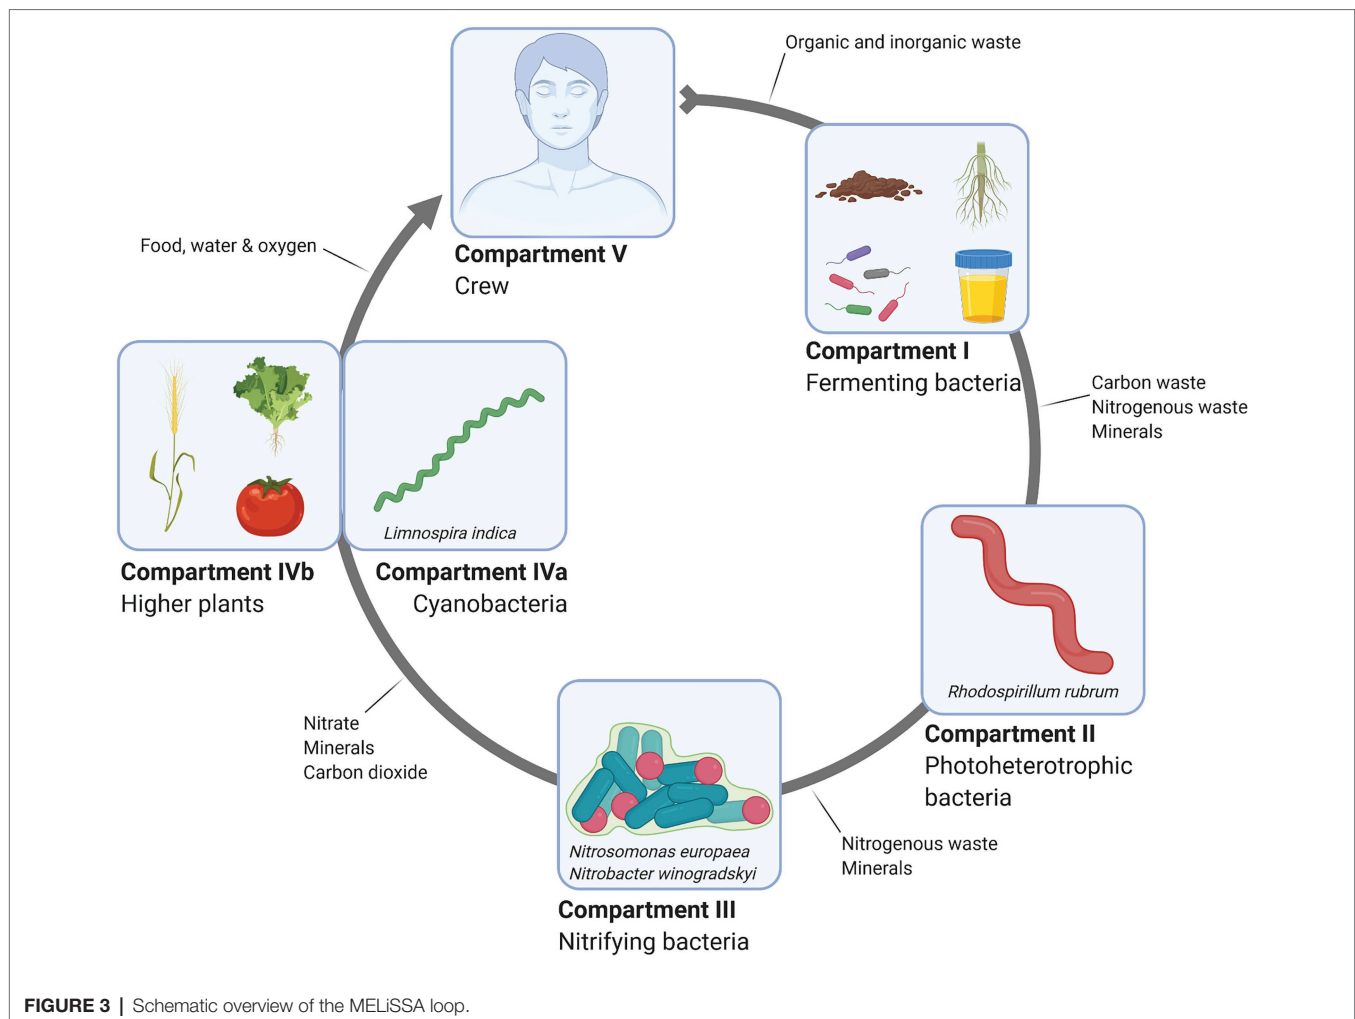 Organic and inorganic waste
Compartment V
Crew
Food, water & oxygen
Compartment I
Fermenting bacteria
Carbon waste
Nitrogenous waste
Minerals
Limnospira indica
Compartment IVb
Higher plants
Compartment IVa
Cyanobacteria
Rhodospirillum rubrum
Compartment II
Photoheterotrophic
bacteria
Nitrate
Minerals
Carbon dioxide
Nitrogenous waste
Minerals
Nitrosomonas europaea
Nitrobacter winogradskyi
Compartment III
Nitrifying bacteria
FIGURE 3 | Schematic overview of the MELiSSA loop.